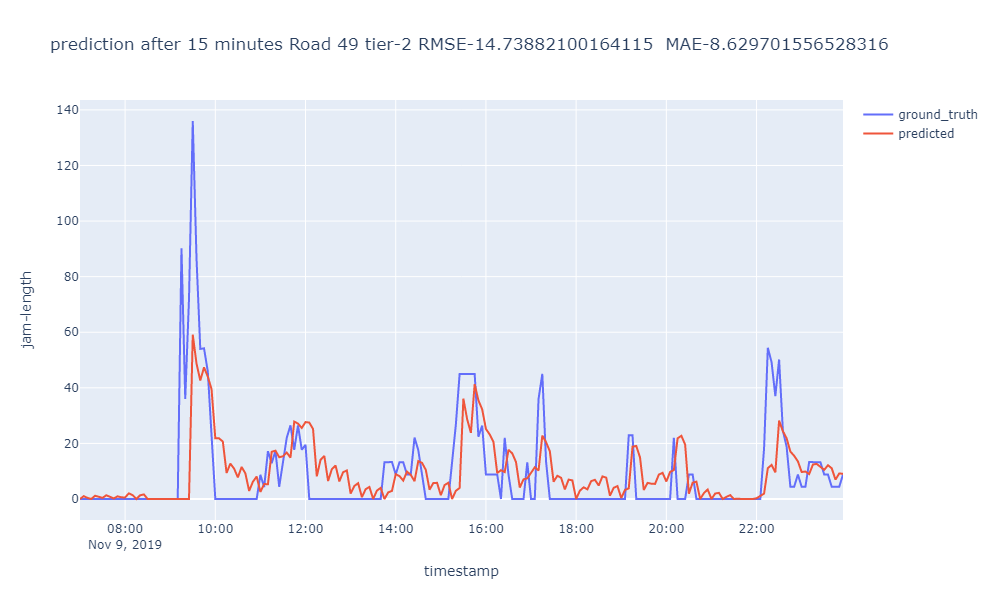 prediction after 15 minutes Road 49 tier-2 RMSE-14.73882100164115  MAE-8.629701556528316
ground_truth
predicted
140
120
100
80
60
40
20
0
jam-length
08:00
10:00
12:00
14:00
16:00
18:00
20:00
22:00
Nov 9, 2019
timestamp